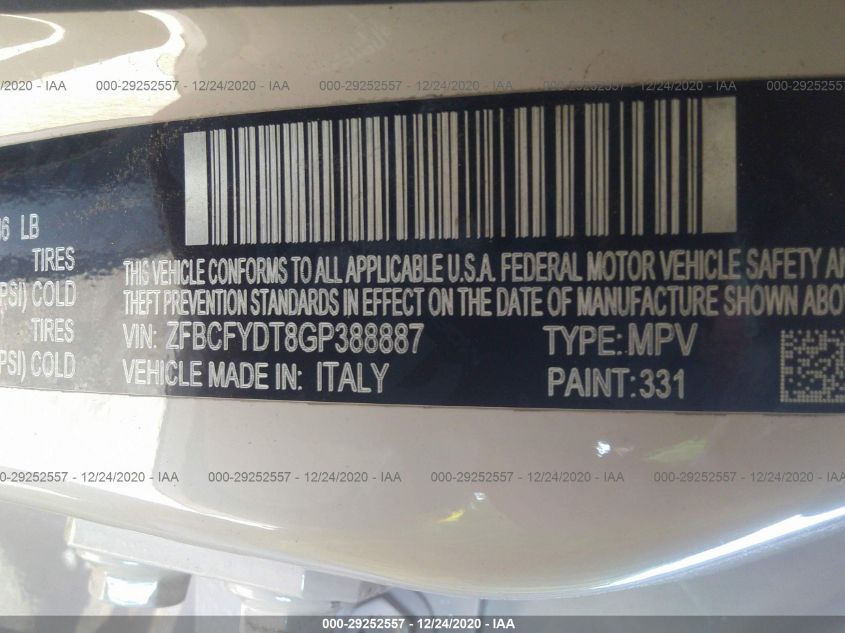 2020 - IAA 000-29252557 - 12/24/2020 - IAA 000-29252557 - 12/24/2020 - IAA 000-29252557 - 12/24/2020 - IAA 000-292525
LB
TIRES
PSI) COLD
TIRES
PSI) COLD
THIS VEHICLE CONFORMS TO ALL APPLICABLE U.S.A. FEDERAL MOTOR VEHICLE SAFETY
THEFT PREVENTION STANDARDS IN EFFECT ON THE DATE OF MANUFACTURE SHOWN
VIN: ZFBCFYDT8GP388887 TYPE: MPV
VEHICLE MADE IN: ITALY PAINT:331
000-29252557 - 12/24/2020 - IAA 000-29252557 - 12/24/2020 - IAA 000-29252557 - 12/24/2020 - IAA 000-29252557 - 12/24/2020 - IAA
000-29252557 - 12/24/2020 - IAA